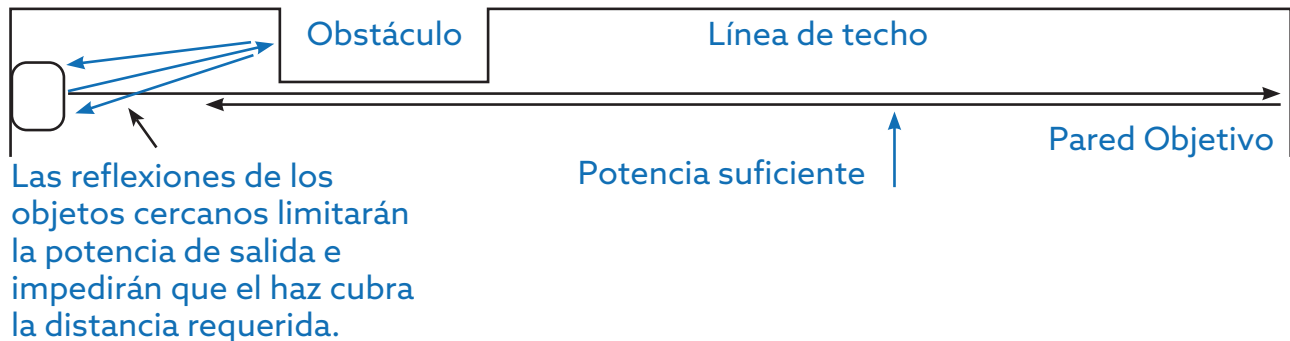 Obstáculo
Línea de techo
Pared Objetivo
Potencia suficiente
Las reflexiones de los
objetos cercanos limitarán
la potencia de salida e
impedirán que el haz cubra
la distancia requerida.